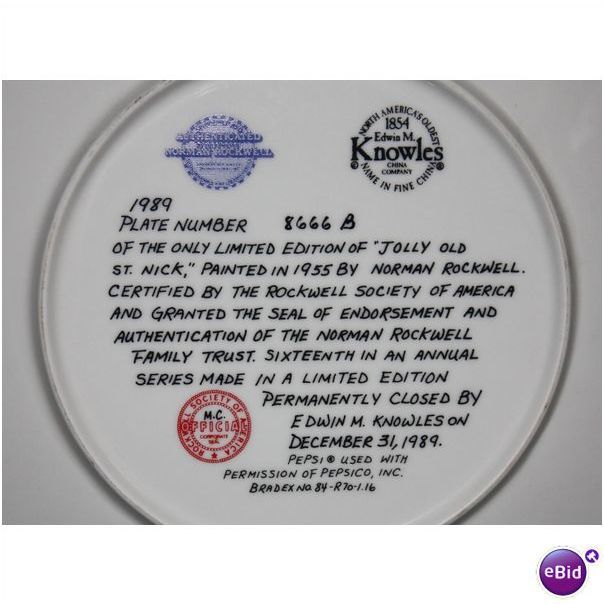 AUTHENTICATED
NORMAN ROCKWELL
NORTH AMERICA'S OLDEST
1854
Edwin M.
Knowles
CHINA
COMPANY
NAME IN FINE CHINA
1989
PLATE NUMBER 8666 B
OF THE ONLY LIMITED EDITION OF "JOLLY OLD
ST. NICK," PAINTED IN 1955 BY NORMAN ROCKWELL.
CERTIFIED BY THE ROCKWELL SOCIETY OF AMERICA
AND GRANTED THE SEAL OF ENDORSEMENT AND
AUTHENTICATION OF THE NORMAN ROCKWELL
FAMILY TRUST. SIXTEENTH IN AN ANNUAL
SERIES MADE IN A LIMITED EDITION
PERMANENTLY CLOSED BY
EDWIN M. KNOWLES ON
DECEMBER 31, 1989.
PEPSI ® USED WITH
PERMISSION OF PEPSICO, INC.
BRADEX NO. 84-R70-1.16
ROCKWELL SOCIETY OF AMERICA
M.C.
OFFICIAL
CORPORATE
SEAL
eBid